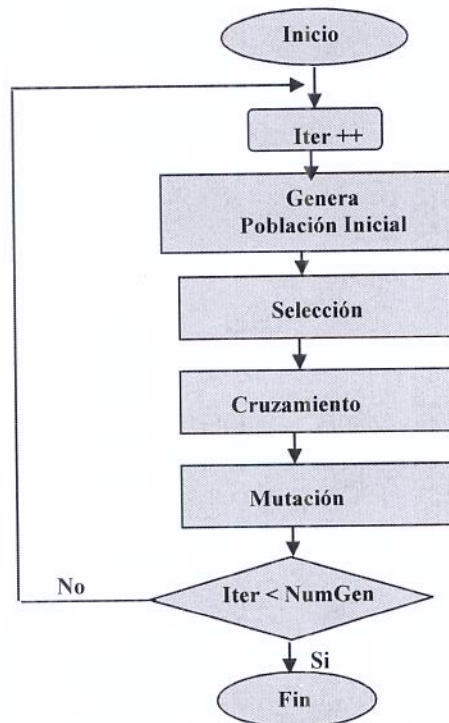 Inicio
Iter ++
Genera
Población Inicial
Selección
Cruzamiento
Mutación
Iter < NumGen
No
Si
Fin